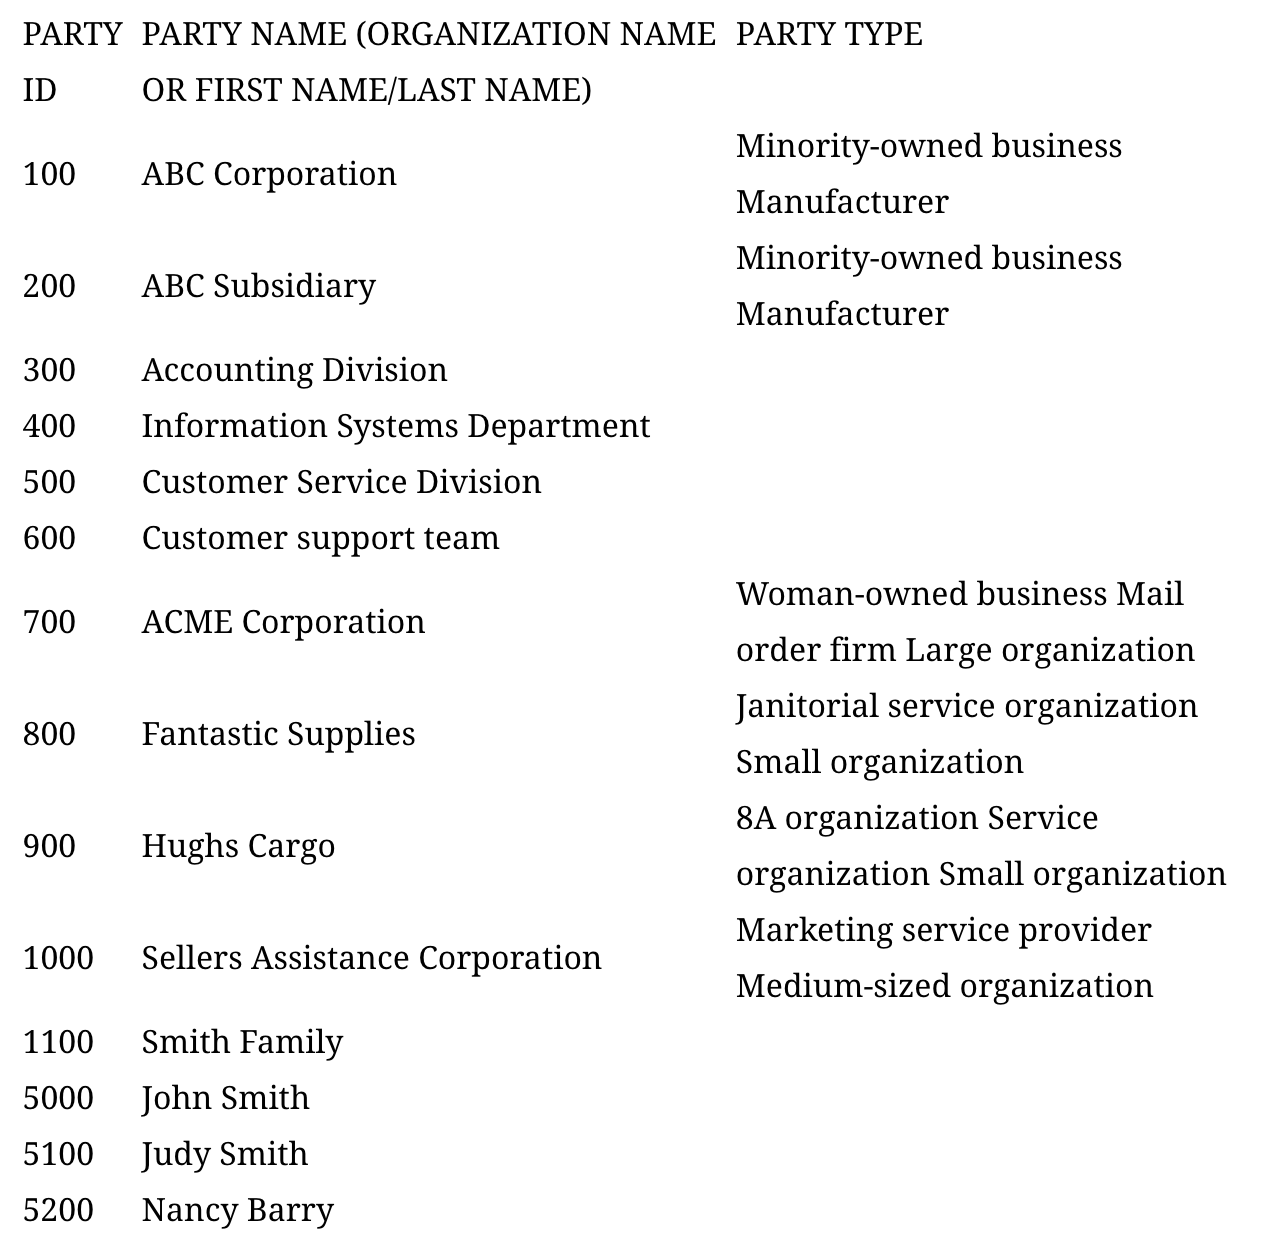 PARTY PARTY NAME (ORGANIZATION NAME PARTY TYPE
ID OR FIRST NAME/LAST NAME)
100 ABC Corporation Minority-owned business
Manufacturer
200 ABC Subsidiary Minority-owned business
Manufacturer
300 Accounting Division
400 Information Systems Department
500 Customer Service Division
600 Customer support team
700 ACME Corporation Woman-owned business Mail
order firm Large organization
800 Fantastic Supplies Janitorial service organization
Small organization
900 Hughs Cargo 8A organization Service
organization Small organization
1000 Sellers Assistance Corporation Marketing service provider
Medium-sized organization
1100 Smith Family
5000 John Smith
5100 Judy Smith
5200 Nancy Barry